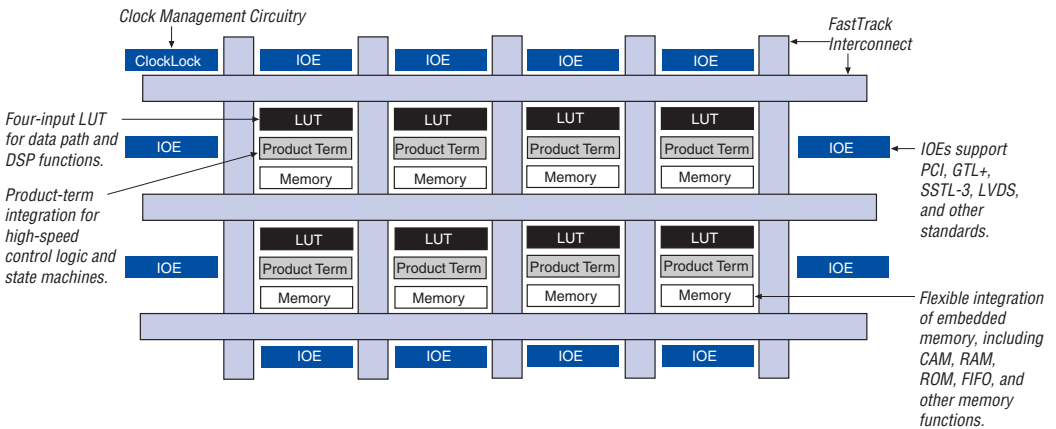 Clock Management Circuitry
FastTrack
Interconnect
ClockLock
IOE
IOE
IOE
IOE
Four-input LUT
for data path and
DSP functions.
LUT
LUT
LUT
LUT
IOE
Product Term
Product Term
Product Term
Product Term
IOE
IOEs support
PCI, GTL+,
SSTL-3, LVDS,
and other
standards.
Memory
Memory
Memory
Memory
Product-term
integration for
high-speed
control logic and
state machines.
LUT
LUT
LUT
LUT
IOE
Product Term
Product Term
Product Term
Product Term
IOE
Memory
Memory
Memory
Memory
Flexible integration
of embedded
memory, including
CAM, RAM,
ROM, FIFO, and
other memory
functions.
IOE
IOE
IOE
IOE